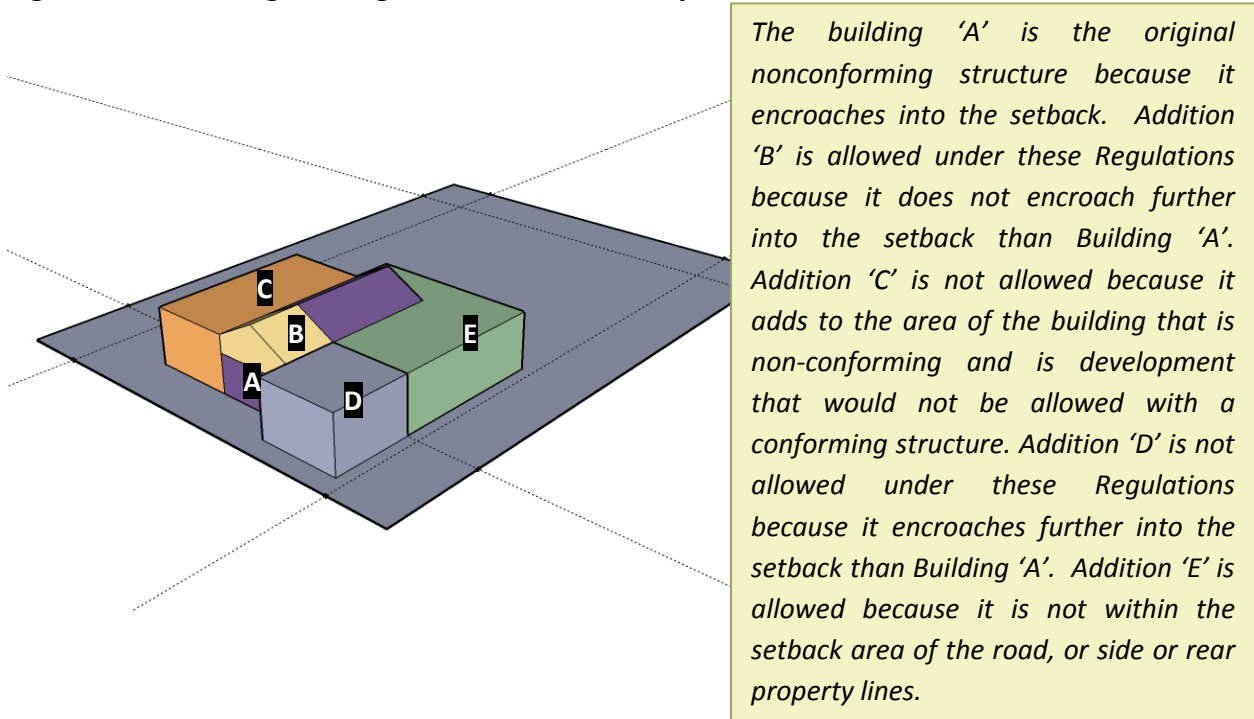 The building ‘A’ is the original
nonconforming structure because it
encroaches into the setback. Addition
‘B’ is allowed under these Regulations
because it does not encroach further
into the setback than Building ‘A’.
Addition ‘C’ is not allowed because it
adds to the area of the building that is
non-conforming and is development
that would not be allowed with a
conforming structure. Addition ‘D’ is not
allowed under these Regulations
because it encroaches further into the
setback than Building ‘A’. Addition ‘E’ is
allowed because it is not within the
setback area of the road, or side or rear
property lines.
C
B
E
A
D